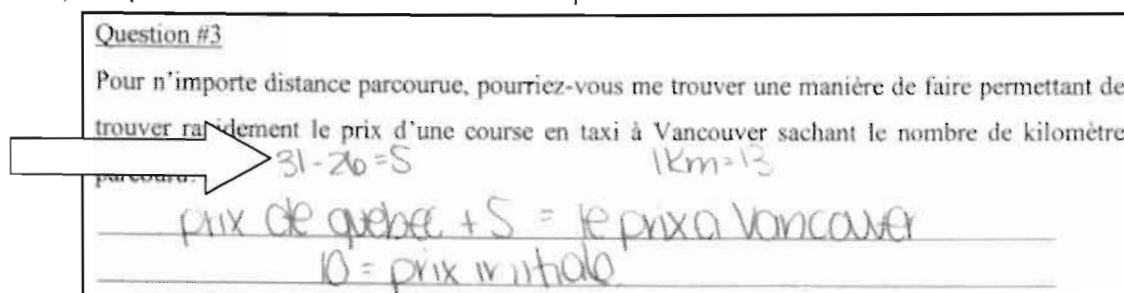 Question #3
Pour n'importe distance parcourue, pourriez-vous me trouver une manière de faire permettant de
trouver rapidement le prix d'une course en taxi à Vancouver sachant le nombre de kilomètre
parcouru.
31-26=5 1km=13
prix de quebec + 5 = le prix a Vancouver
10 = prix initiale